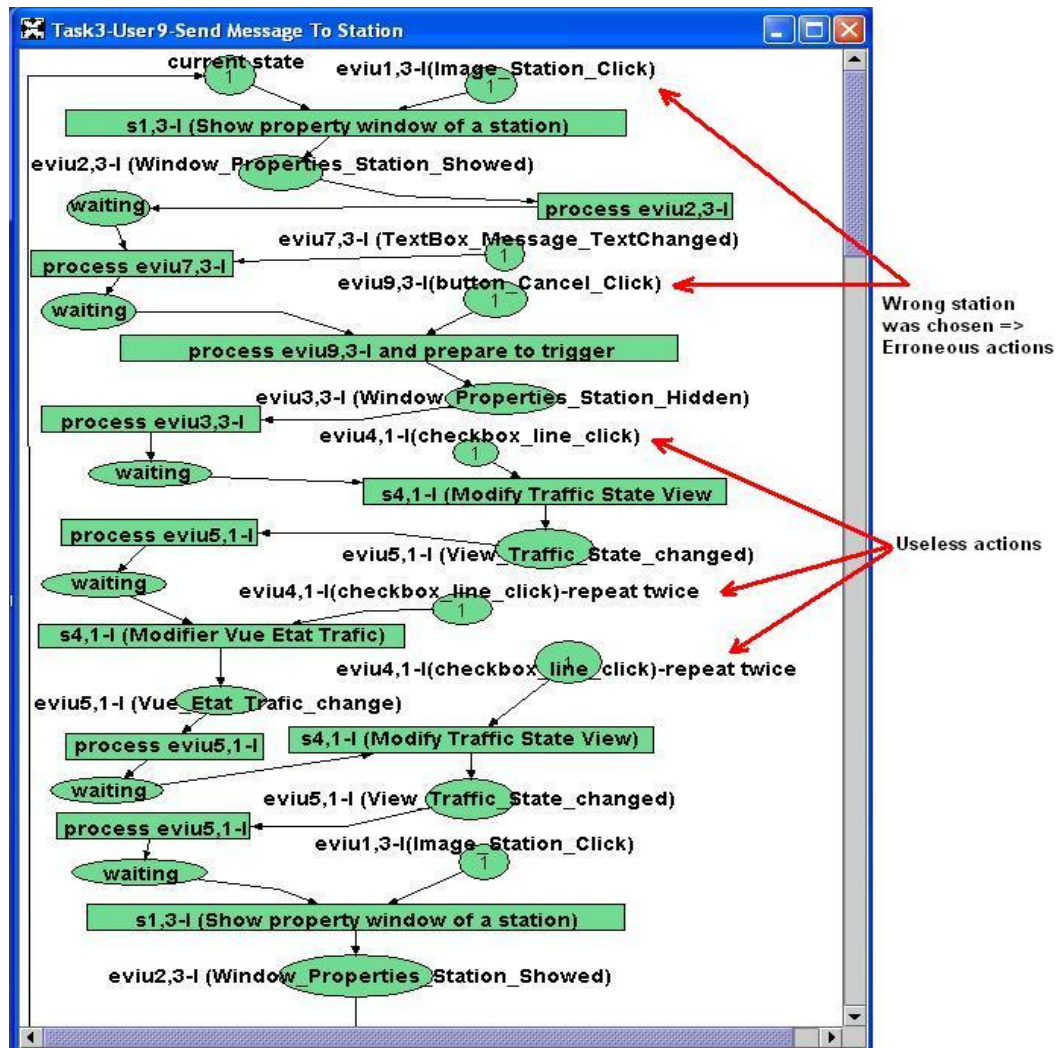 Task3-User9-Send Message To Station
current state
1
eviu1,3-I(Image_Station_Click)
1
s1,3-I (Show property window of a station)
eviu2,3-I (Window_Properties_Station_Showed)
waiting
process eviu2,3-I
eviu7,3-I (TextBox_Message_TextChanged)
1
process eviu7,3-I
eviu9,3-I(button_Cancel_Click)
1
waiting
Wrong station
was chosen =>
Erroneous actions
process eviu9,3-I and prepare to trigger
eviu3,3-I (Window_Properties_Station_Hidden)
process eviu3,3-I
eviu4,1-I(checkbox_line_click)
1
waiting
s4,1-I (Modify Traffic State View
process eviu5,1-I
Useless actions
eviu5,1-I (View_Traffic_State_changed)
waiting
eviu4,1-I(checkbox_line_click)-repeat twice
1
s4,1-I (Modifier Vue Etat Trafic)
eviu4,1-I(checkbox_line_click)-repeat twice
1
eviu5,1-I (Vue_Etat_Trafic_change)
process eviu5,1-I
s4,1-I (Modify Traffic State View)
waiting
eviu5,1-I (View_Traffic_State_changed)
process eviu5,1-I
eviu1,3-I(Image_Station_Click)
1
waiting
s1,3-I (Show property window of a station)
eviu2,3-I (Window_Properties_Station_Showed)